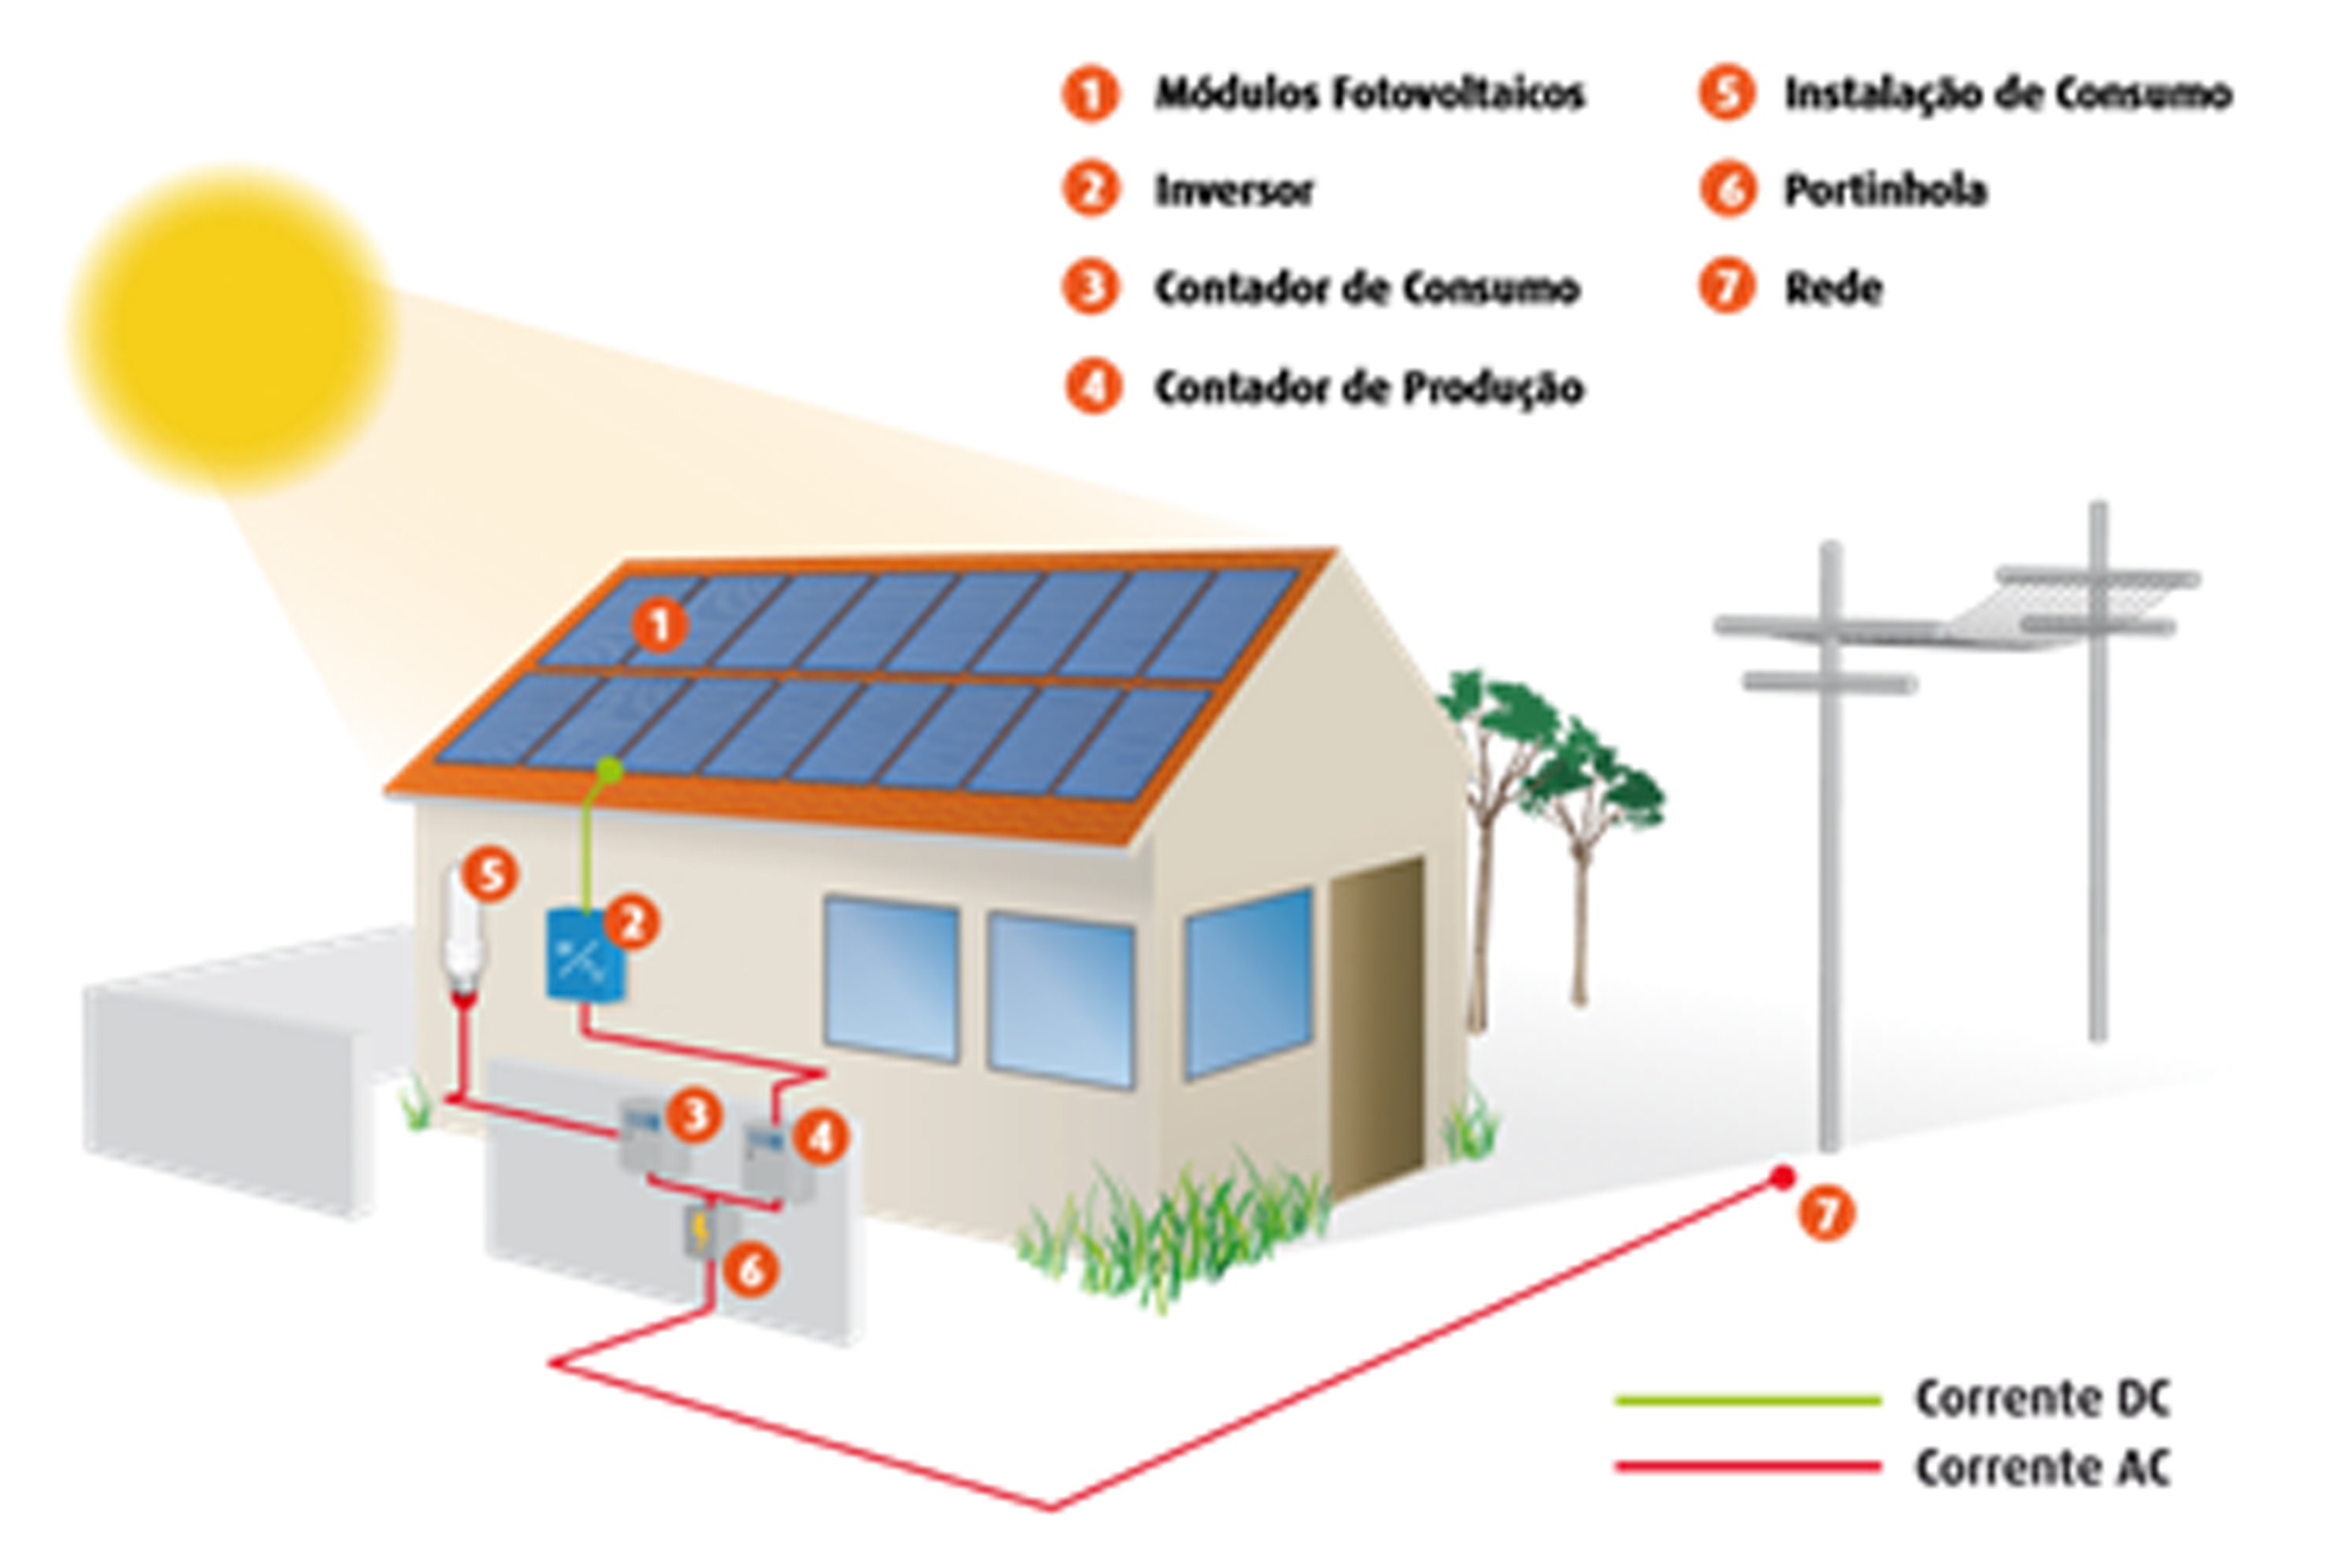 1 Módulos Fotovoltaicos
2 Inversor
3 Contador de Consumo
4 Contador de Produção
5 Instalação de Consumo
6 Portinhola
7 Rede
1
5
2
3
4
6
7
Corrente DC
Corrente AC